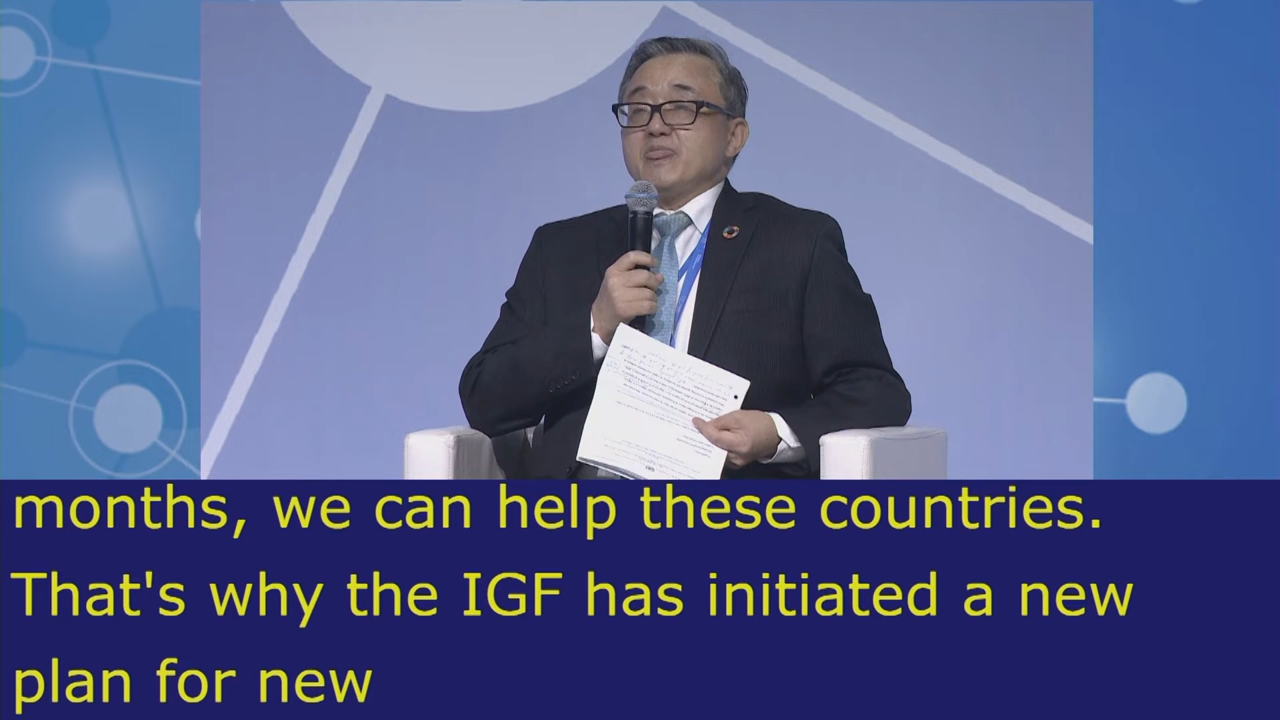 months, we can help these countries.
That's why the IGF has initiated a new
plan for new